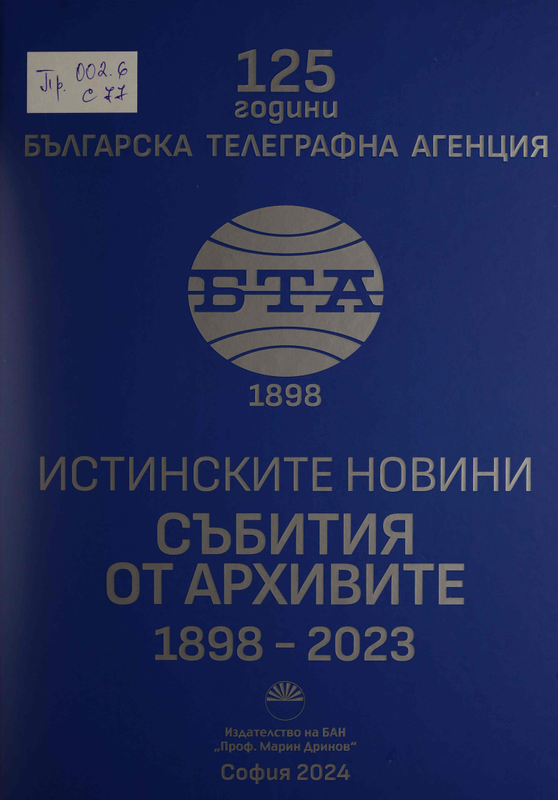 Пр. 002.6
С 77
125
години
БЪЛГАРСКА ТЕЛЕГРАФНА АГЕНЦИЯ
БТА
1898
ИСТИНСКИТЕ НОВИНИ
СЪБИТИЯ
ОТ АРХИВИТЕ
1898 – 2023
Издателство на БАН
„Проф. Марин Дринов“
София 2024